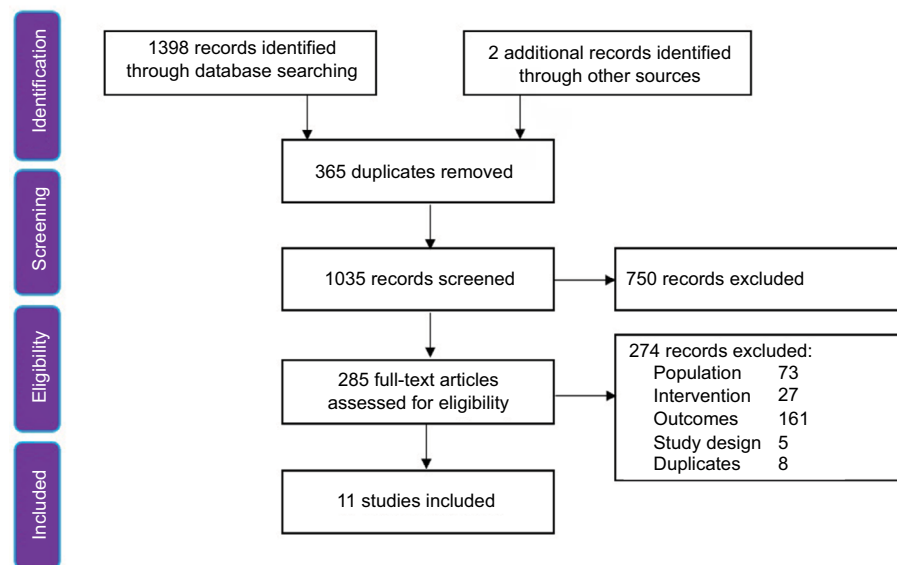 Identification
1398 records identified
through database searching
2 additional records identified
through other sources
365 duplicates removed
Screening
1035 records screened
750 records excluded
Eligibility
285 full-text articles
assessed for eligibility
274 records excluded:
Population 73
Intervention 27
Outcomes 161
Study design 5
Duplicates 8
Included
11 studies included